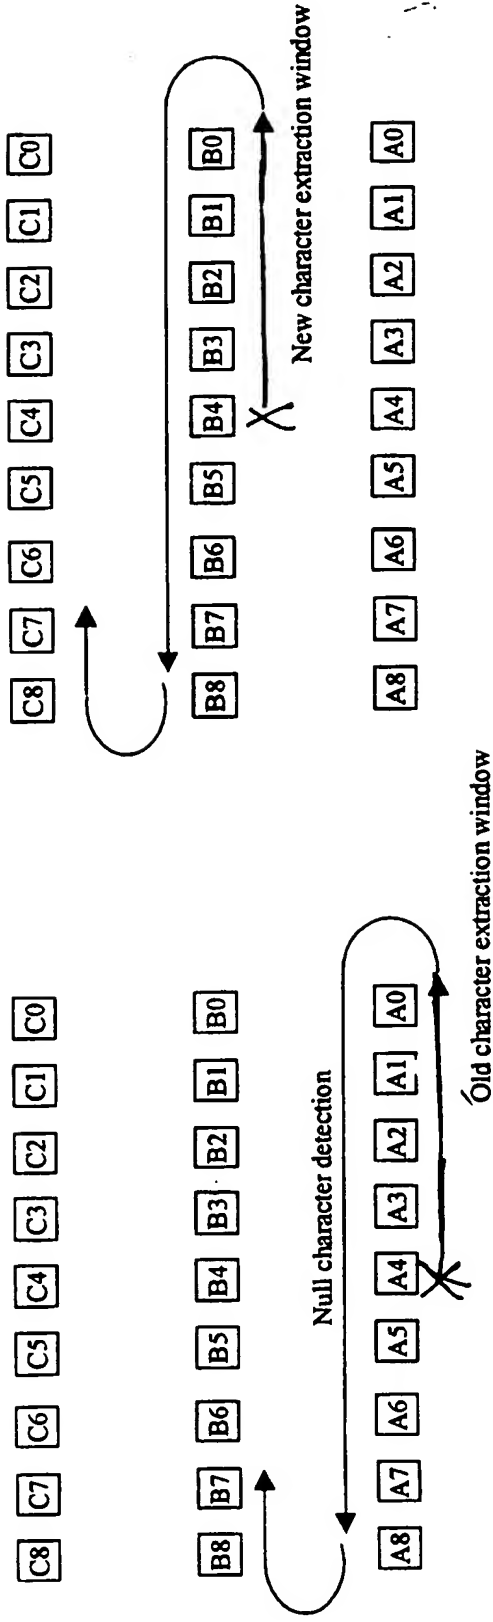 C8 C7 C6 C5 C4 C3 C2 C1 C0
B8 B7 B6 B5 B4 B3 B2 B1 B0
Null character detection
A8 A7 A6 A5 A4 A3 A2 A1 A0
Old character extraction window
C8 C7 C6 C5 C4 C3 C2 C1 C0
B8 B7 B6 B5 B4 B3 B2 B1 B0
New character extraction window
A8 A7 A6 A5 A4 A3 A2 A1 A0